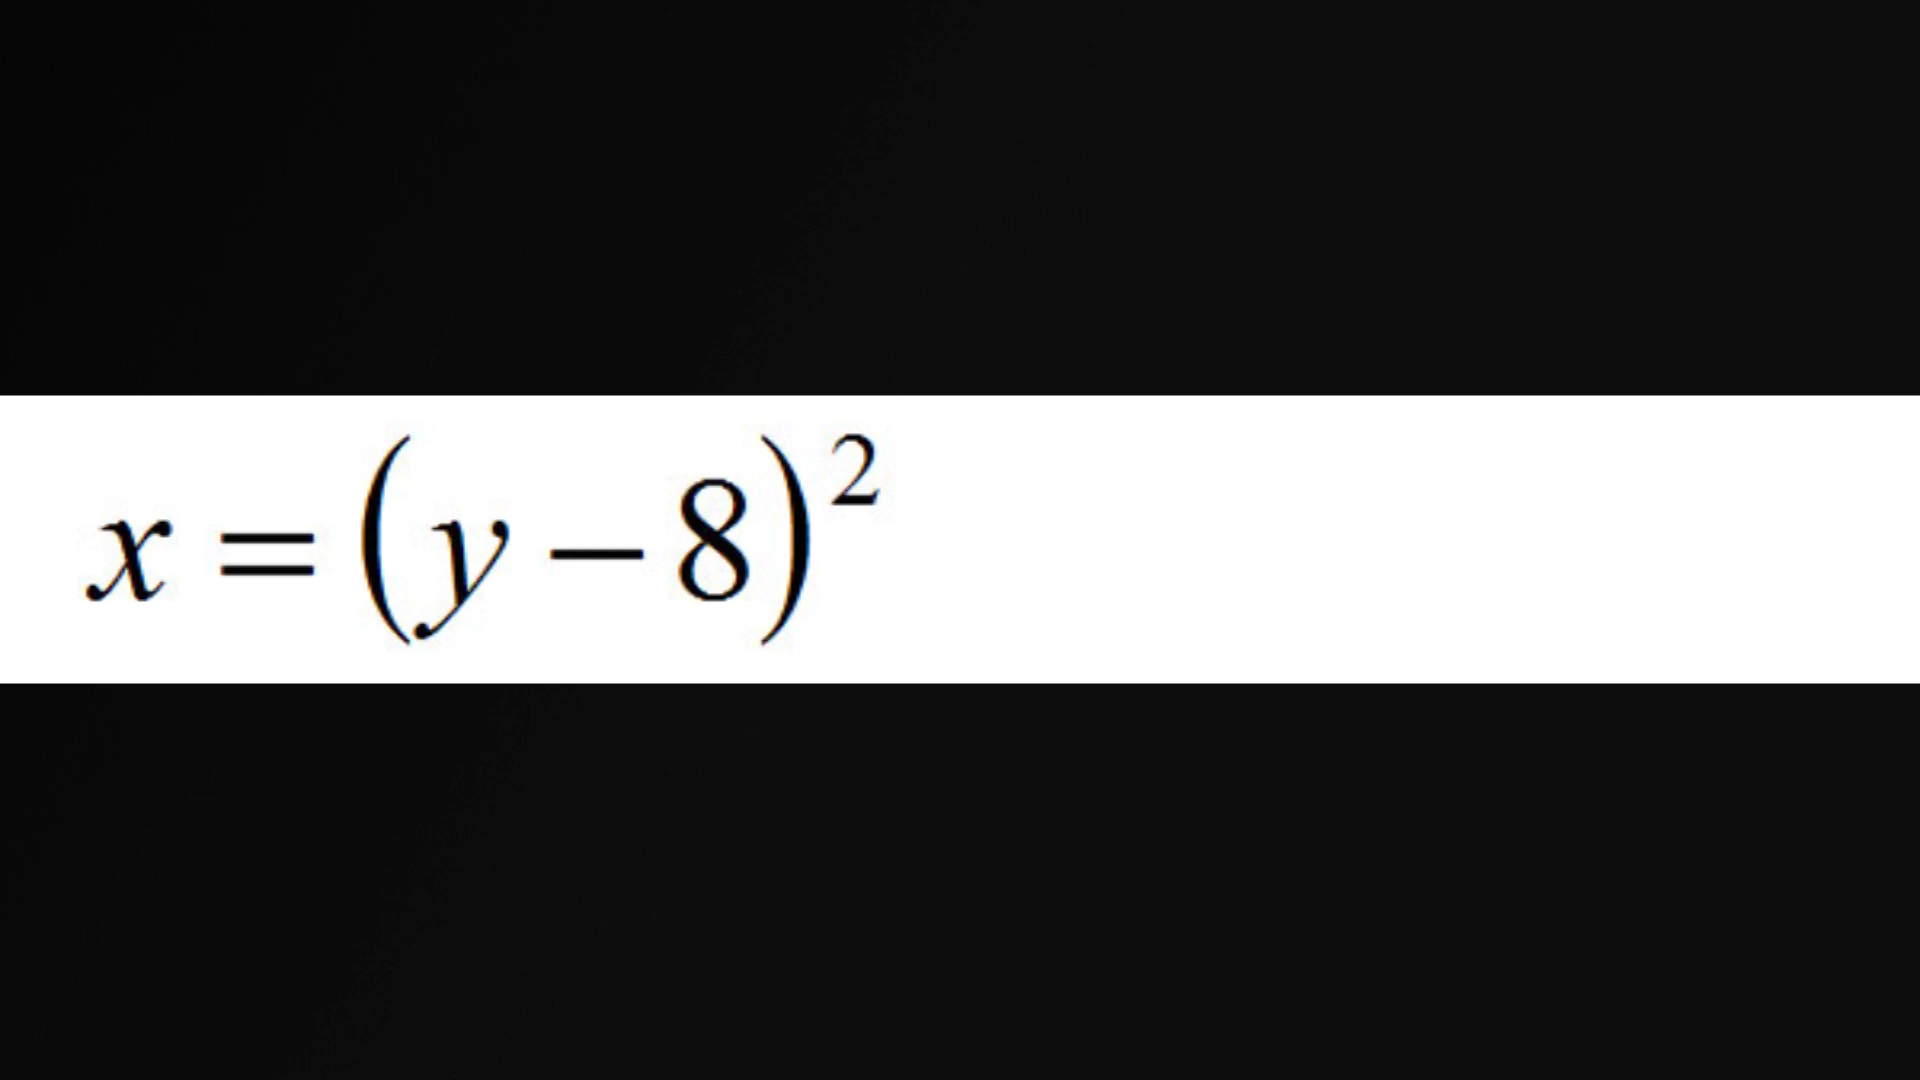 x = (y − 8)²